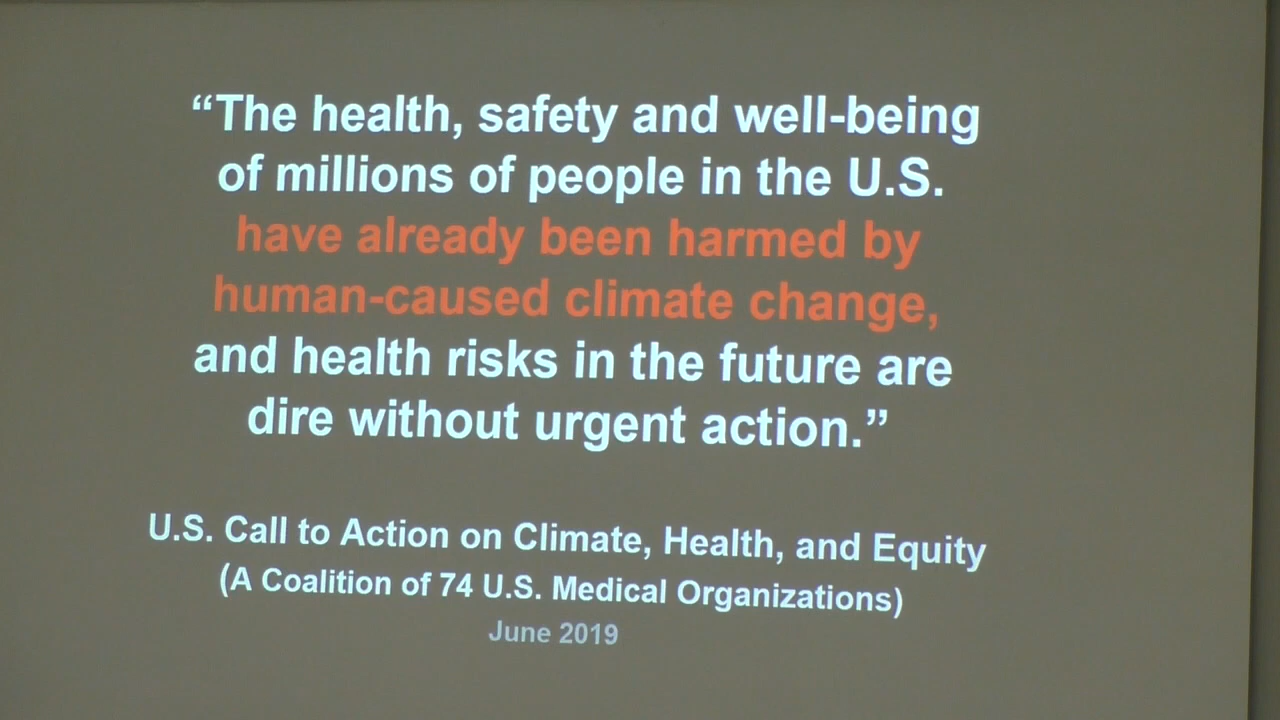 “The health, safety and well-being
of millions of people in the U.S.
have already been harmed by
human-caused climate change,
and health risks in the future are
dire without urgent action.”
U.S. Call to Action on Climate, Health, and Equity
(A Coalition of 74 U.S. Medical Organizations)
June 2019